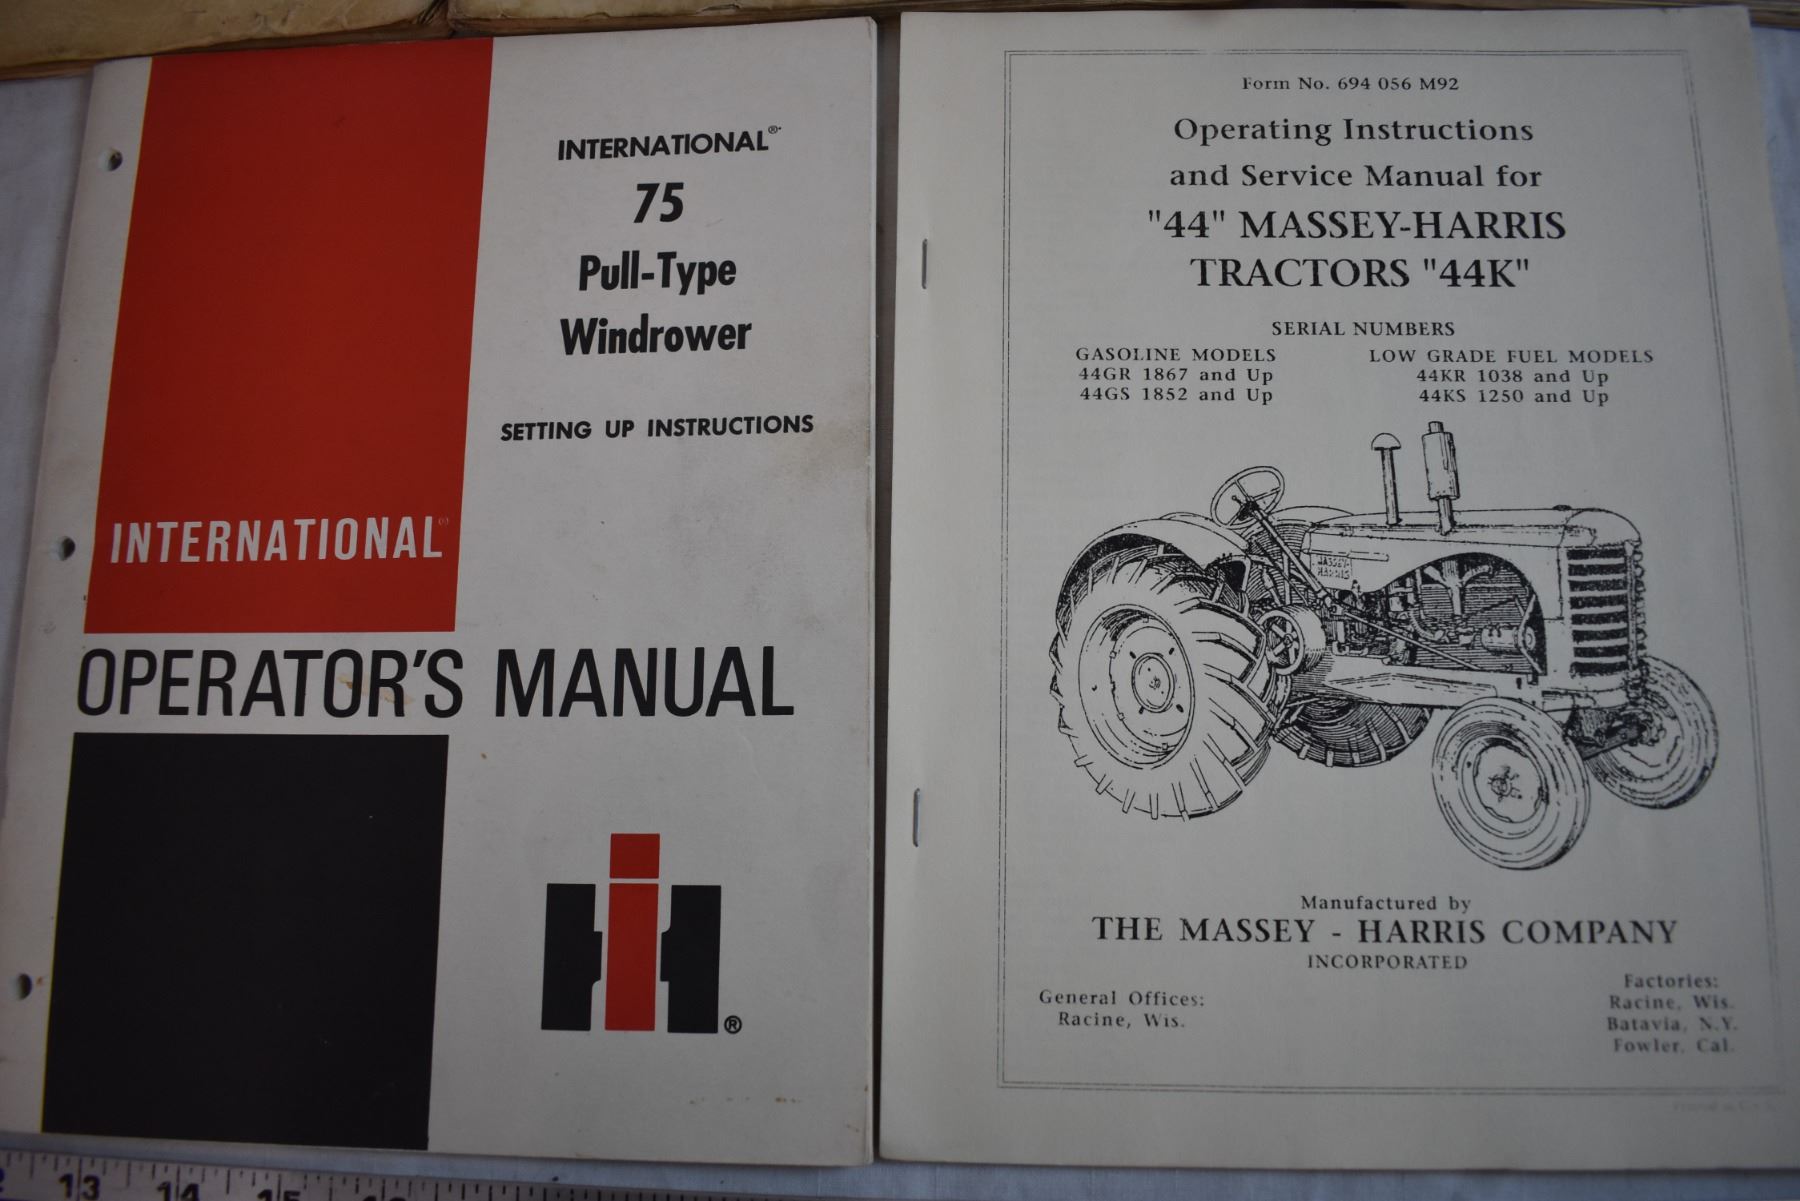 INTERNATIONAL®
75
Pull-Type
Windrower
SETTING UP INSTRUCTIONS
INTERNATIONAL®
OPERATOR'S MANUAL
IH®
Form No. 694 056 M92
Operating Instructions
and Service Manual for
"44" MASSEY-HARRIS
TRACTORS "44K"
SERIAL NUMBERS
GASOLINE MODELS
44GR 1867 and Up
44GS 1852 and Up
LOW GRADE FUEL MODELS
44KR 1038 and Up
44KS 1250 and Up
MASSEY-
HARRIS
Manufactured by
THE MASSEY - HARRIS COMPANY
INCORPORATED
General Offices:
Racine, Wis.
Factories:
Racine, Wis.
Batavia, N.Y.
Fowler, Cal.
13 14 15